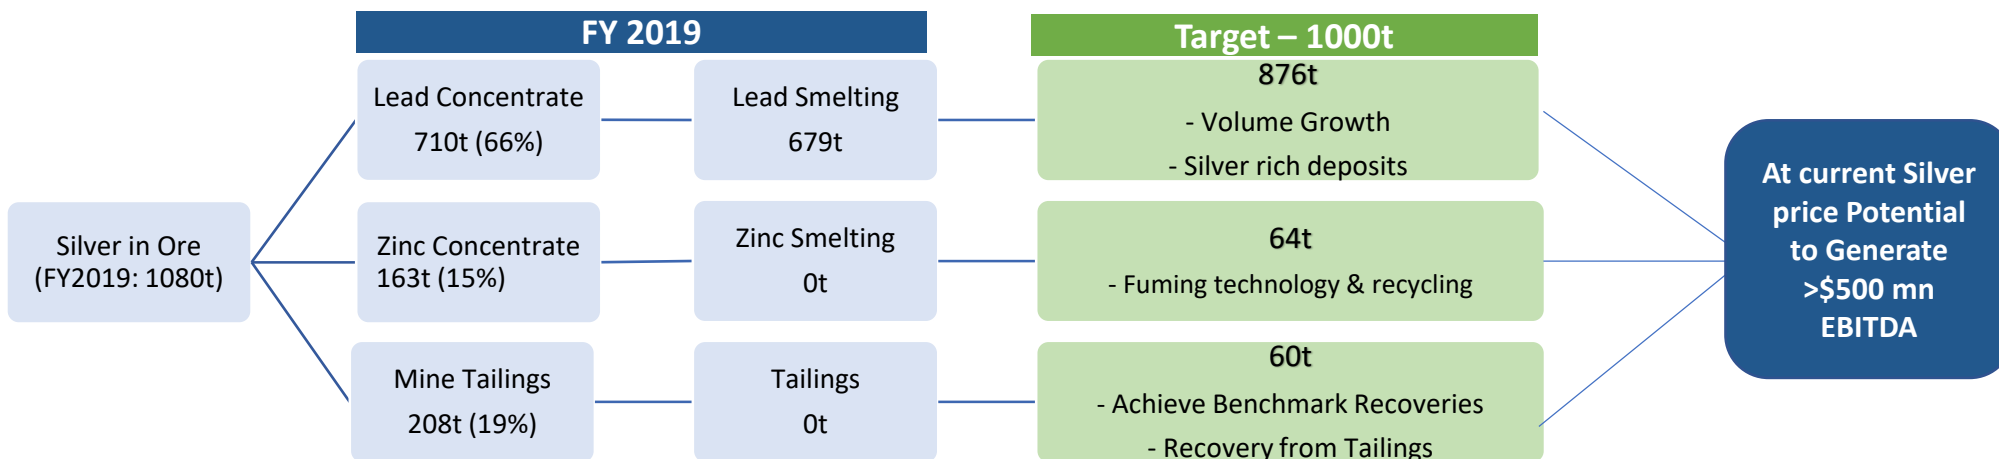 FY 2019
Target – 1000t
Silver in Ore
(FY2019: 1080t)
Lead Concentrate
710t (66%)
Lead Smelting
679t
876t
- Volume Growth
- Silver rich deposits
Zinc Concentrate
163t (15%)
Zinc Smelting
0t
64t
- Fuming technology & recycling
Mine Tailings
208t (19%)
Tailings
0t
60t
- Achieve Benchmark Recoveries
- Recovery from Tailings
At current Silver
price Potential
to Generate
>$500 mn
EBITDA